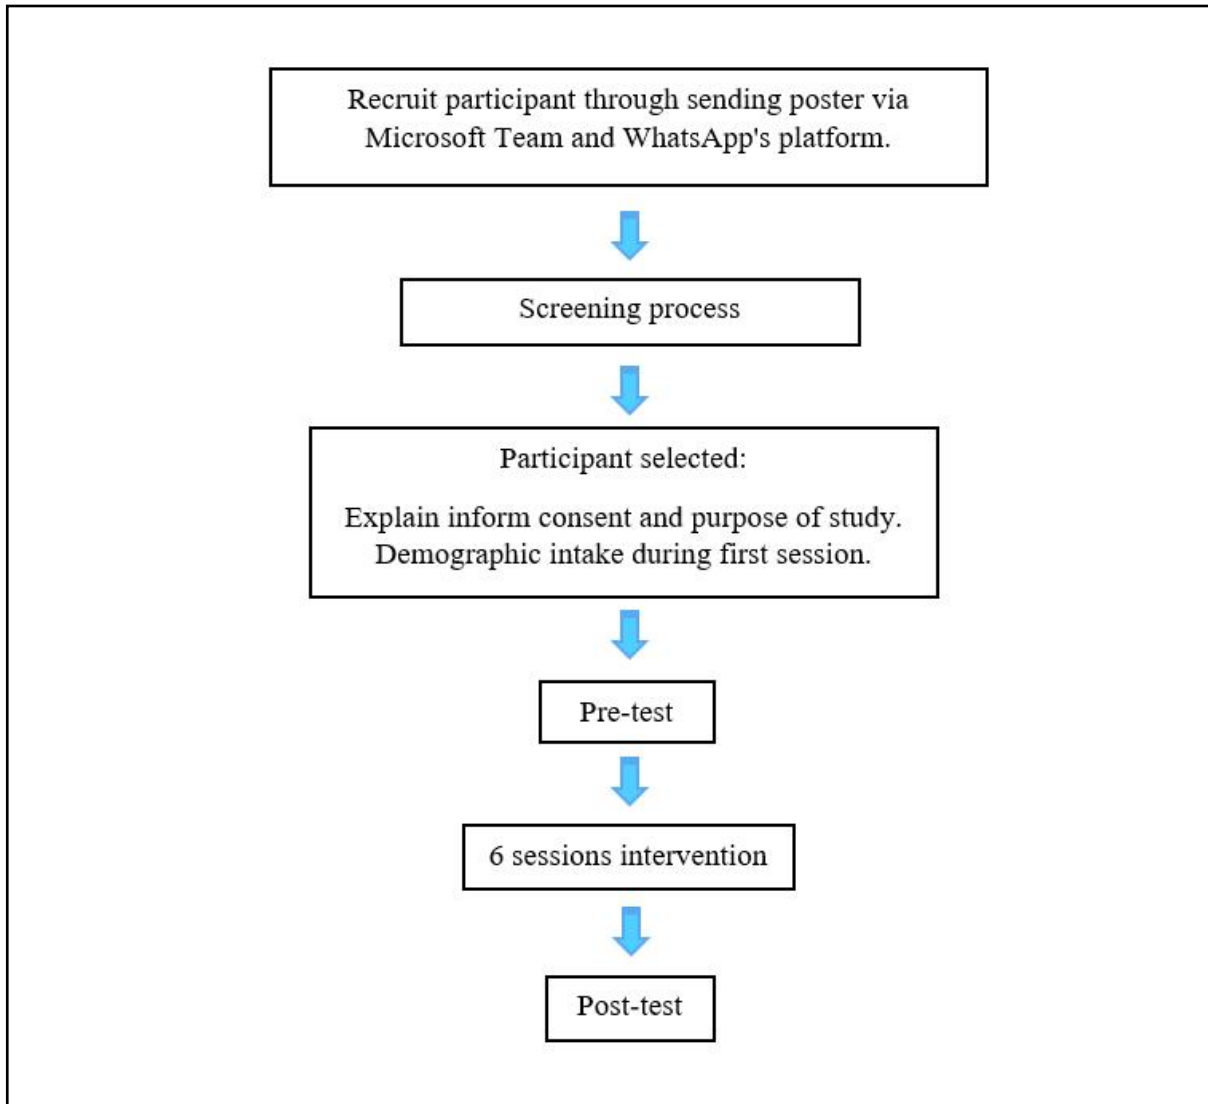 Recruit participant through sending poster via
Microsoft Team and WhatsApp's platform.
Screening process
Participant selected:
Explain inform consent and purpose of study.
Demographic intake during first session.
Pre-test
6 sessions intervention
Post-test